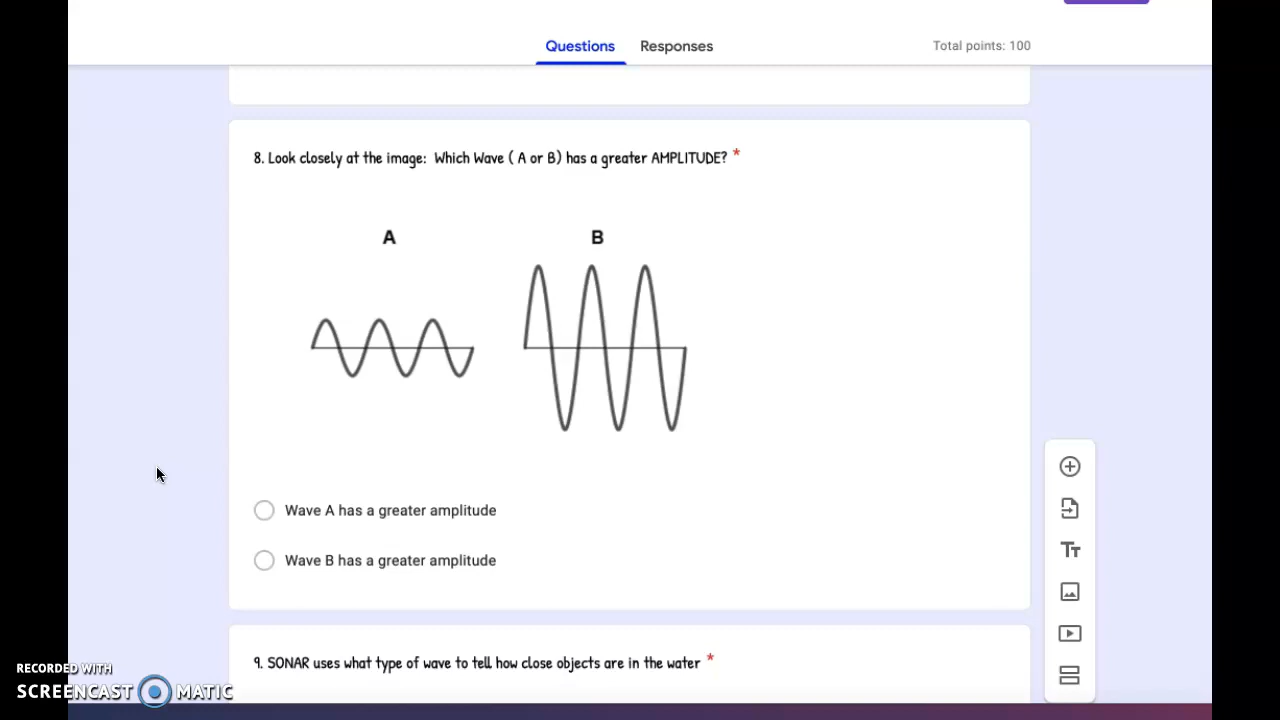 Questions
Responses
Total points: 100
8. Look closely at the image: Which Wave ( A or B) has a greater AMPLITUDE? *
A
B
Wave A has a greater amplitude
Wave B has a greater amplitude
Tт
9. SONAR uses what type of wave to tell how close objects are in the water *
RECORDED WITH
SCREENCAST MATIC